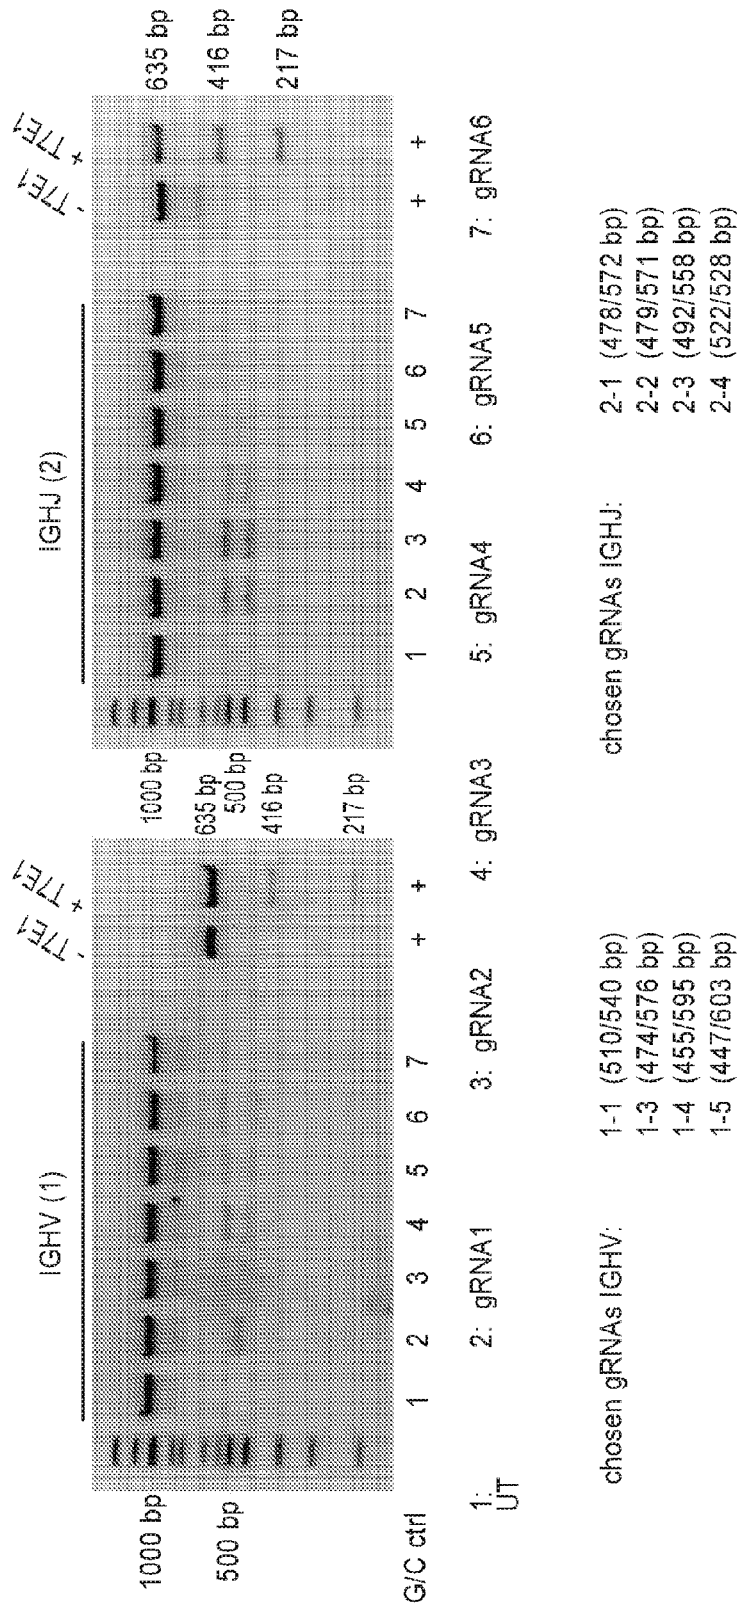 IGHV (1)
- T7E1
+ T7E1
IGHJ (2)
- T7E1
+ T7E1
1000 bp
500 bp
1000 bp
635 bp
500 bp
416 bp
217 bp
635 bp
416 bp
217 bp
1 2 3 4 5 6 7
1 2 3 4 5 6 7
G/C ctrl + + + +
1: UT
2: gRNA1
3: gRNA2
4: gRNA3
5: gRNA4
6: gRNA5
7: gRNA6
chosen gRNAs IGHV:
1-1 (510/540 bp)
1-3 (474/576 bp)
1-4 (455/595 bp)
1-5 (447/603 bp)
chosen gRNAs IGHJ:
2-1 (478/572 bp)
2-2 (479/571 bp)
2-3 (492/558 bp)
2-4 (522/528 bp)